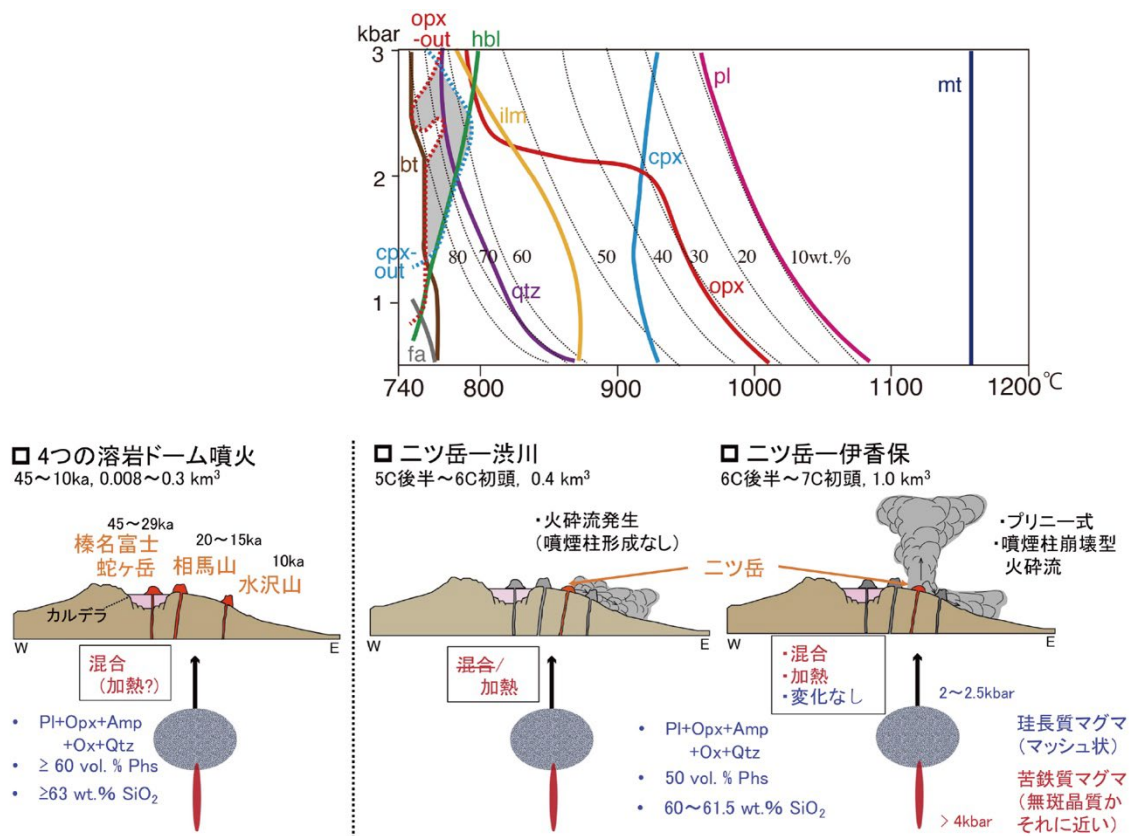 opx
-out
hbl
kbar
3
pl
mt
ilm
cpx
bt
2
cpx-
out
80
70
60
50
40
30
20
10wt.%
qtz
opx
1
fa
740
800
900
1000
1100
1200
℃
4つの溶岩ドーム噴火
45～10ka, 0.008～0.3 km³
45～29ka
榛名富士
蛇ヶ岳
20～15ka
相馬山
10ka
水沢山
カルデラ
W
E
混合
(加熱?)
• Pl+Opx+Amp
+Ox+Qtz
• ≥ 60 vol. % Phs
• ≥63 wt.% SiO₂
二ツ岳ー渋川
5C後半～6C初頭, 0.4 km³
・火砕流発生
(噴煙柱形成なし)
二ツ岳
W
E
混合/
加熱
• Pl+Opx+Amp
+Ox+Qtz
• 50 vol. % Phs
• 60～61.5 wt.% SiO₂
二ツ岳ー伊香保
6C後半～7C初頭, 1.0 km³
・プリニー式
・噴煙柱崩壊型
火砕流
W
E
・混合
・加熱
・変化なし
2～2.5kbar
珪長質マグマ
(マッシュ状)
苦鉄質マグマ
(無斑晶質か
それに近い)
> 4kbar